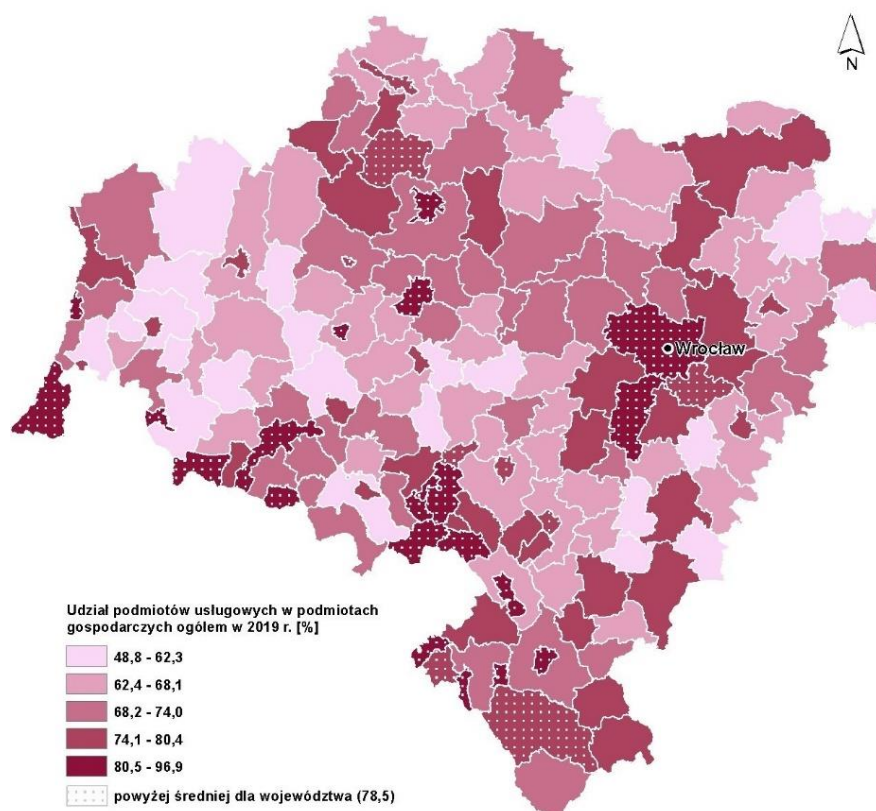 N
Wrocław
Udział podmiotów usługowych w podmiotach
gospodarczych ogółem w 2019 r. [%]
48,8 - 62,3
62,4 - 68,1
68,2 - 74,0
74,1 - 80,4
80,5 - 96,9
powyżej średniej dla województwa (78,5)